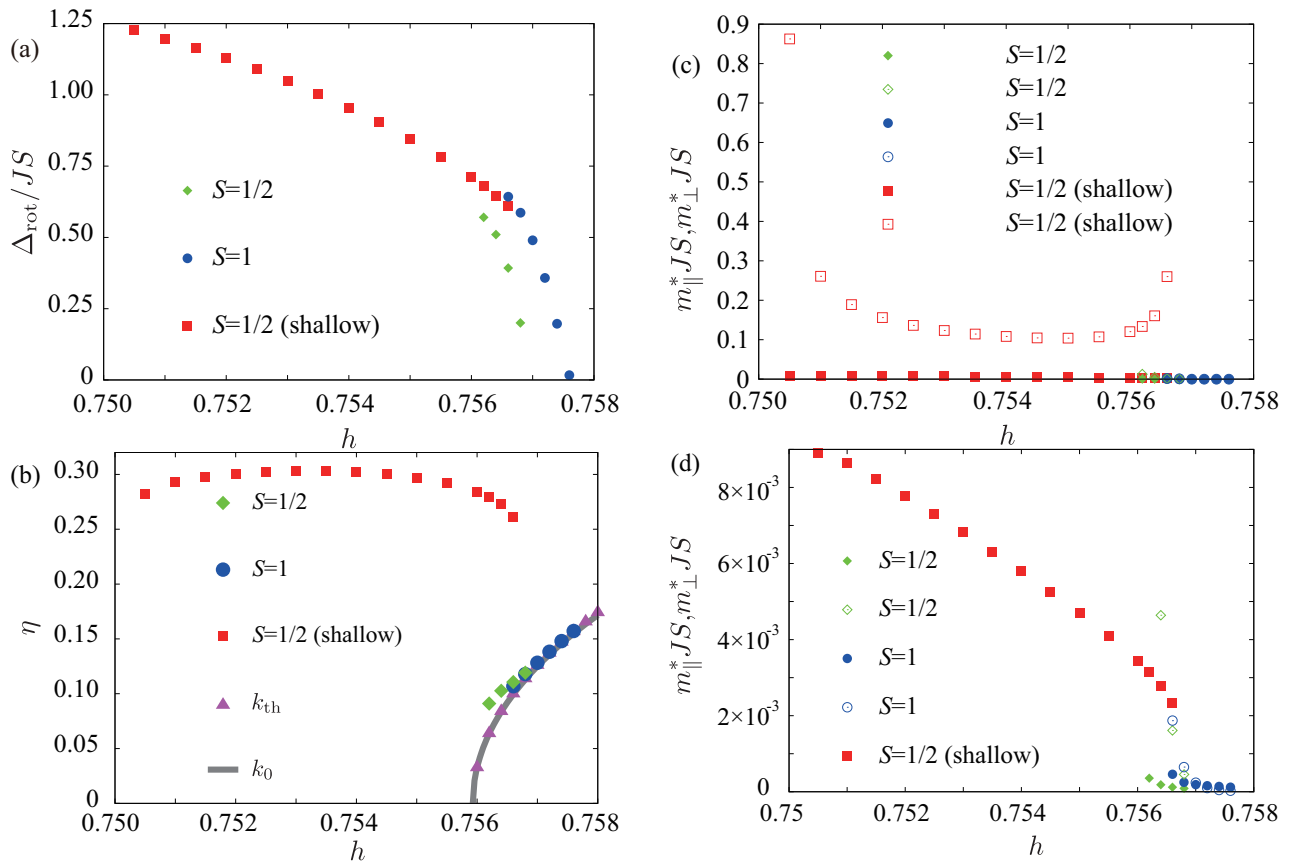 (a)
1.25
1.00
0.75
0.50
0.25
0
Δrot/JS
S=1/2
S=1
S=1/2 (shallow)
0.750
0.752
0.754
0.756
0.758
h
(b)
0.30
0.25
0.20
0.15
0.10
0.05
0
η
S=1/2
S=1
S=1/2 (shallow)
kth
k0
0.750
0.752
0.754
0.756
0.758
h
(c)
0.9
0.8
0.7
0.6
0.5
0.4
0.3
0.2
0.1
0
m*∥JS,m*⊥JS
S=1/2
S=1/2
S=1
S=1
S=1/2 (shallow)
S=1/2 (shallow)
0.750
0.752
0.754
0.756
0.758
h
(d)
8×10-3
6×10-3
4×10-3
2×10-3
0
m*∥JS,m*⊥JS
S=1/2
S=1/2
S=1
S=1
S=1/2 (shallow)
0.75
0.752
0.754
0.756
0.758
h